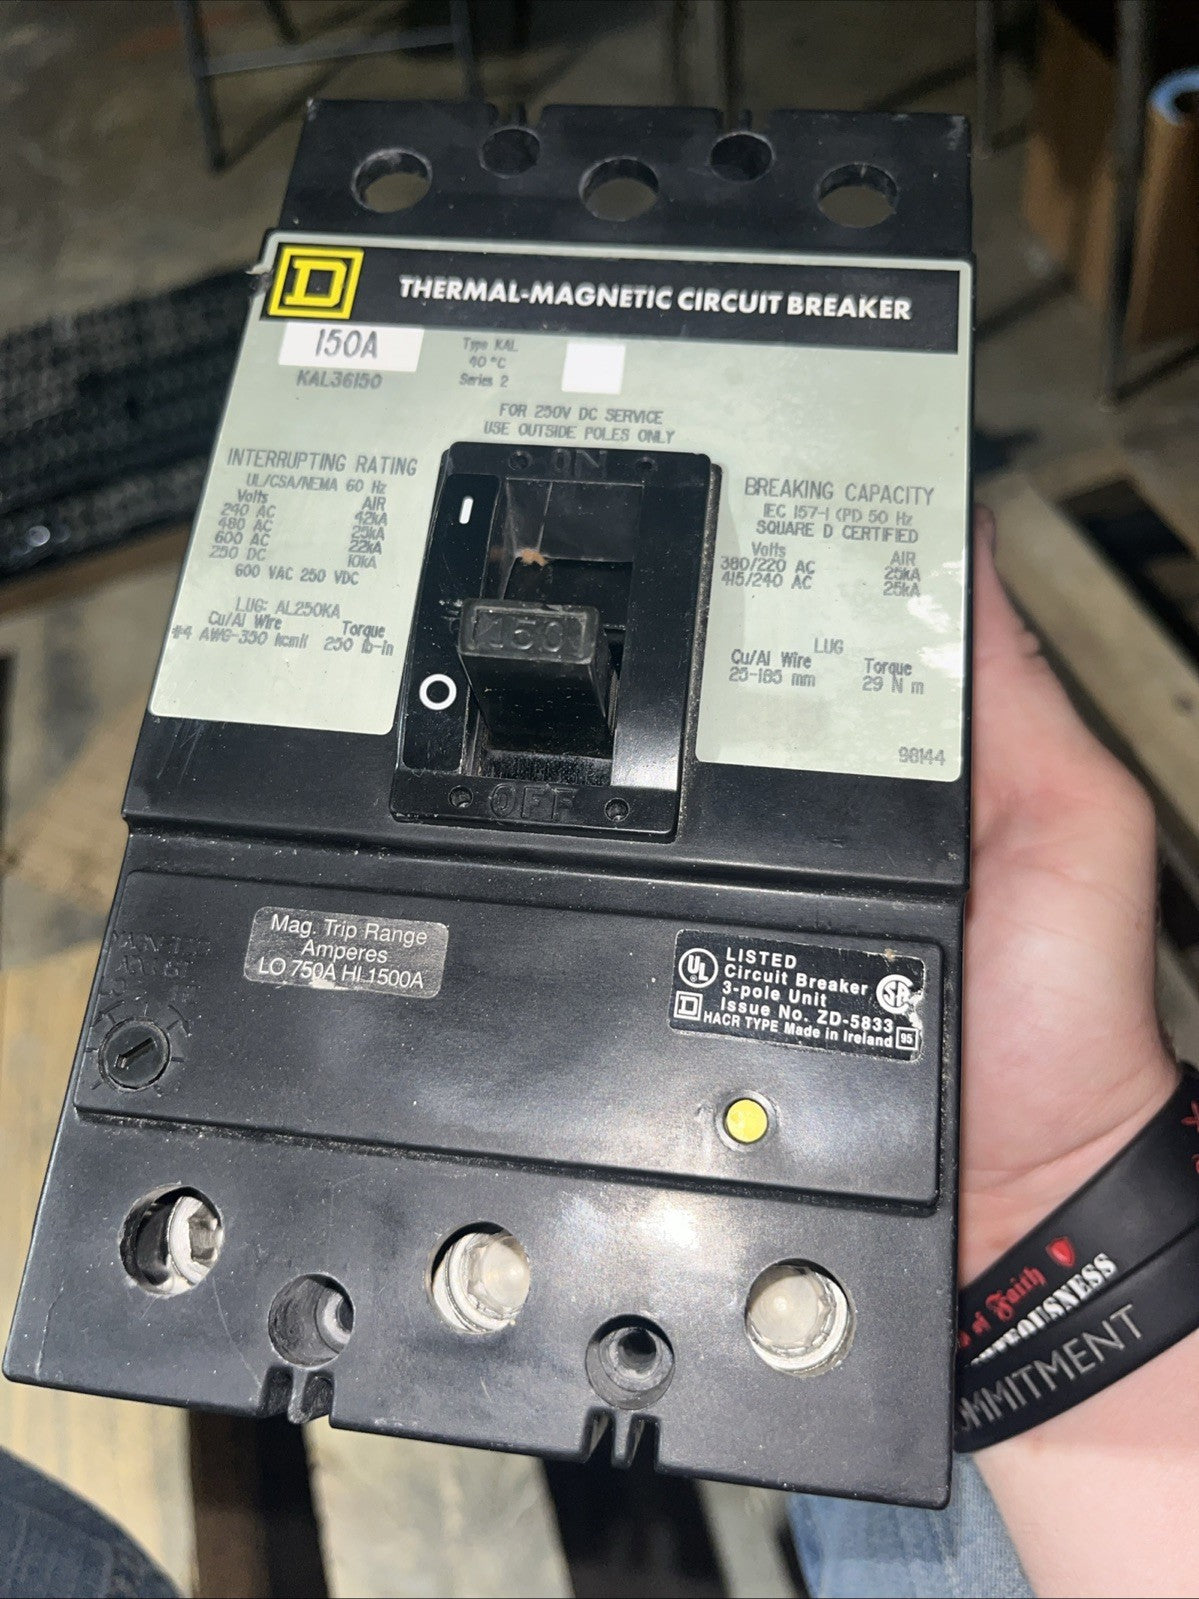 D
THERMAL-MAGNETIC CIRCUIT BREAKER
150A
KAL36150
Type KAL
40 °C
Series 2
FOR 250V DC SERVICE
USE OUTSIDE POLES ONLY
INTERRUPTING RATING
UL/CSA/NEMA 60 Hz
Volts AIR
240 AC 42kA
480 AC 25kA
600 AC 22kA
250 DC 10kA
600 VAC 250 VDC
LUG: AL250KA
Cu/Al Wire Torque
#4 AWG-350 kcmil 250 lb-in
ON
I
150
O
OFF
BREAKING CAPACITY
IEC 157-1 (PD 50 Hz
SQUARE D CERTIFIED
Volts AIR
380/220 AC 25kA
415/240 AC 25kA
LUG
Cu/Al Wire Torque
25-185 mm 29 N m
98144
Mag. Trip Range
Amperes
LO 750A HI 1500A
UL LISTED
Circuit Breaker SA
3-pole Unit
D Issue No. ZD-5833
HACR TYPE Made in Ireland 95
of Faith
COMMITMENT